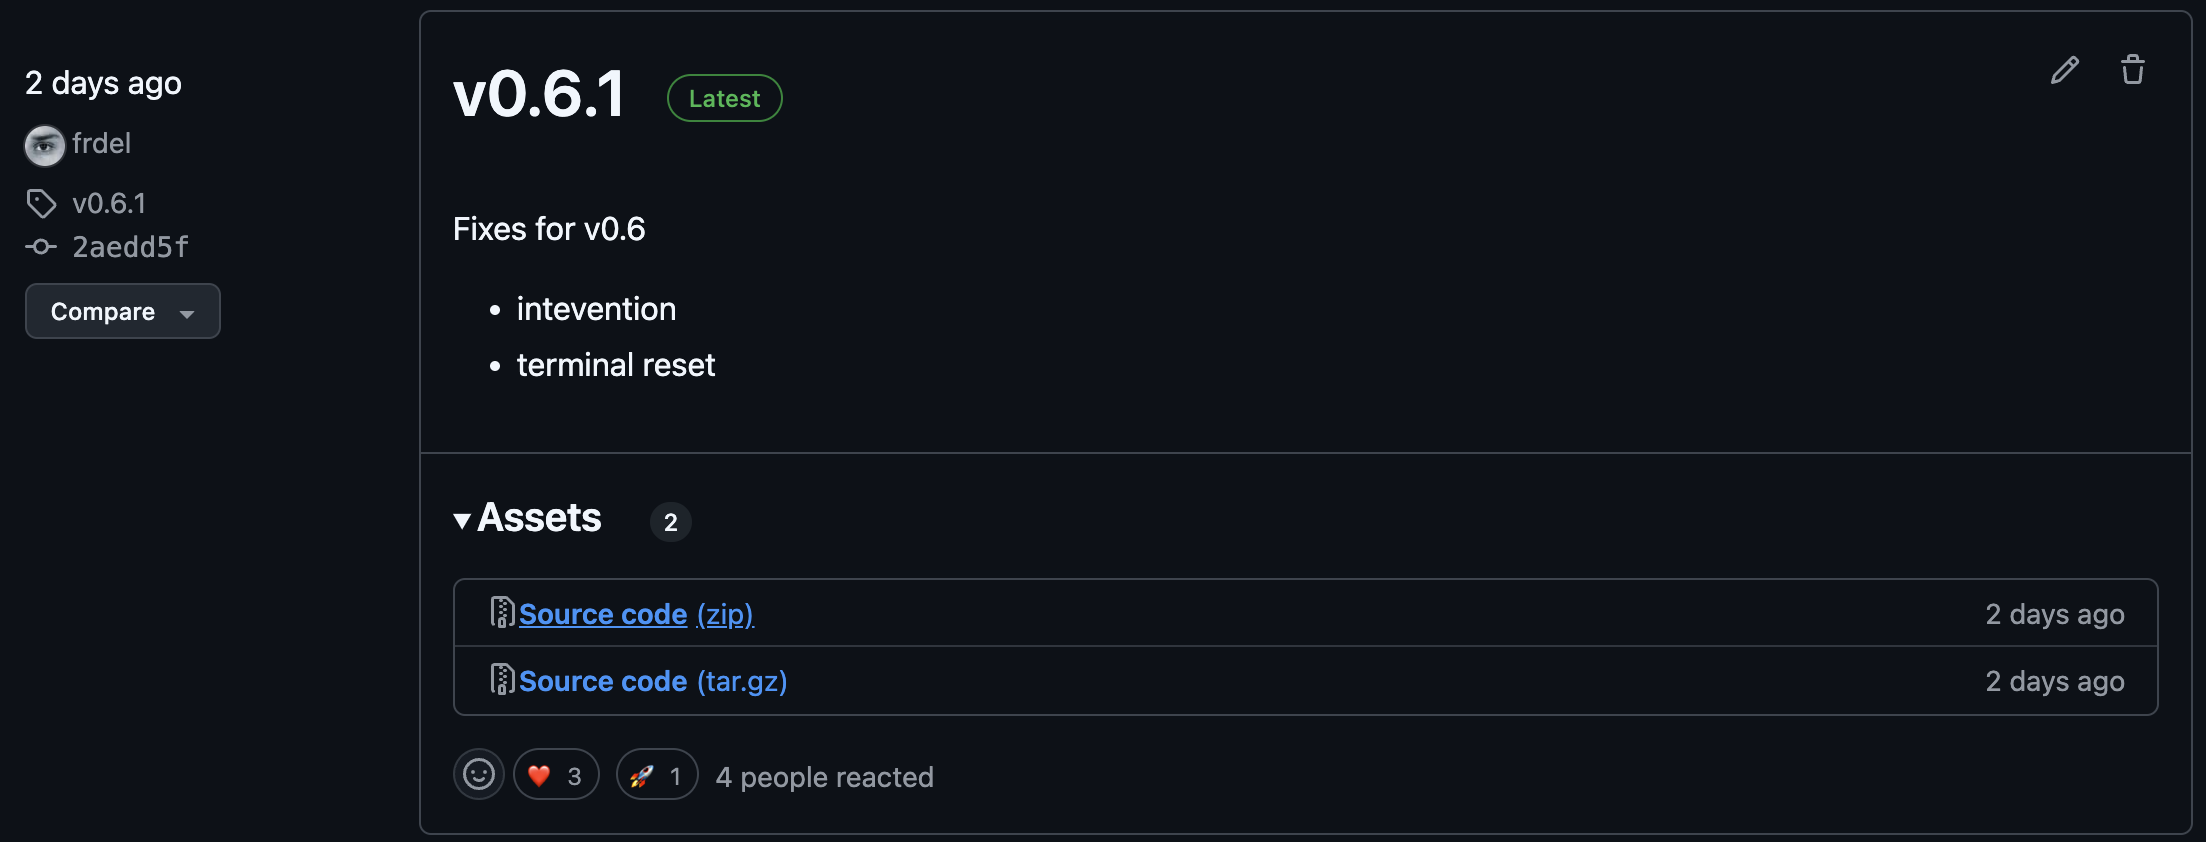 2 days ago
frdel
v0.6.1
2aedd5f
Compare
v0.6.1 Latest
Fixes for v0.6
• intevention
• terminal reset
Assets 2
Source code (zip) 2 days ago
Source code (tar.gz) 2 days ago
❤️ 3 🚀 1 4 people reacted